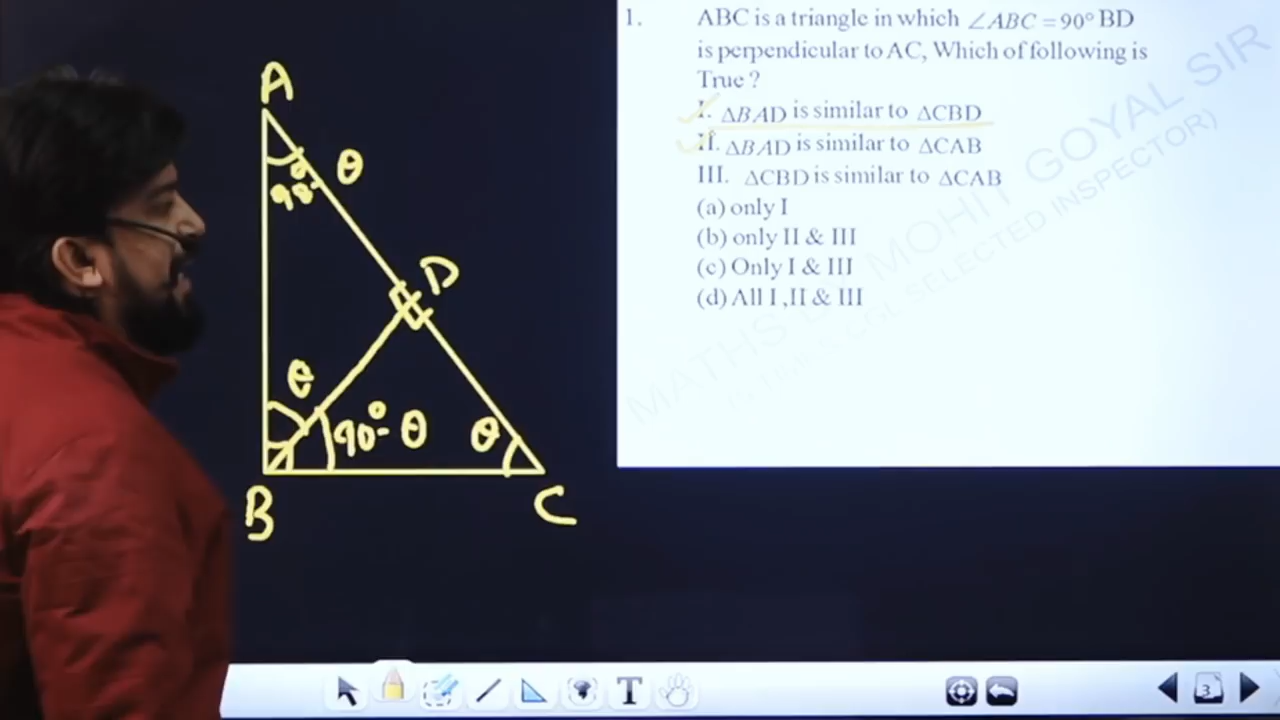 1. ABC is a triangle in which ∠ABC = 90° BD
is perpendicular to AC, Which of following is
True ?
I. ΔBAD is similar to ΔCBD
II. ΔBAD is similar to ΔCAB
III. ΔCBD is similar to ΔCAB
(a) only I
(b) only II & III
(c) Only I & III
(d) All I ,II & III
MATHS MOHIT GOYAL SIR
SELECTED INSPECTOR)
A
θ
D
θ
90°- θ
θ
B
C
T
3